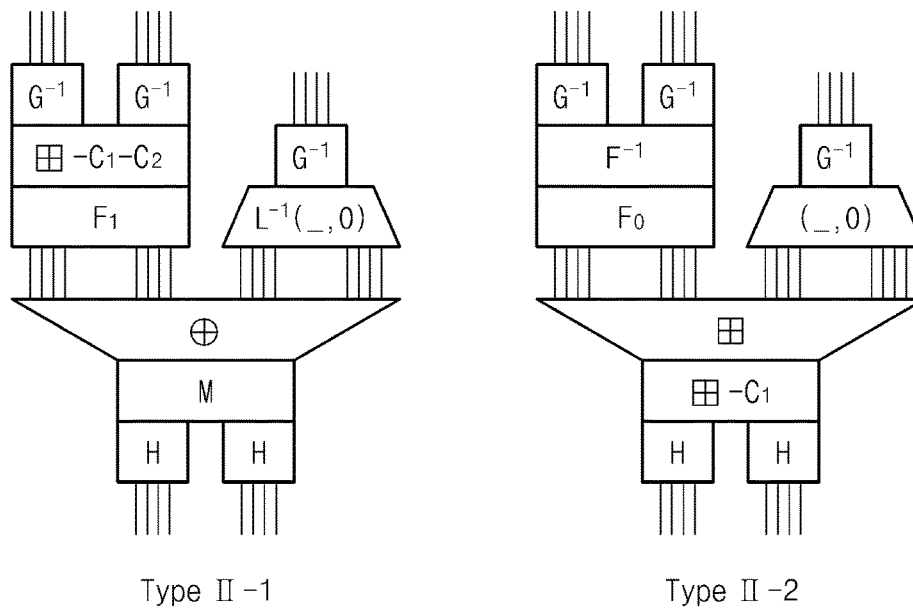 G⁻¹ G⁻¹ G⁻¹ G⁻¹
⊞ -C₁-C₂ G⁻¹ F⁻¹ G⁻¹
F₁ L⁻¹(_,0) F₀ (_,0)
⊕ ⊞
M ⊞ -C₁
H H H H
Type Ⅱ-1 Type Ⅱ-2